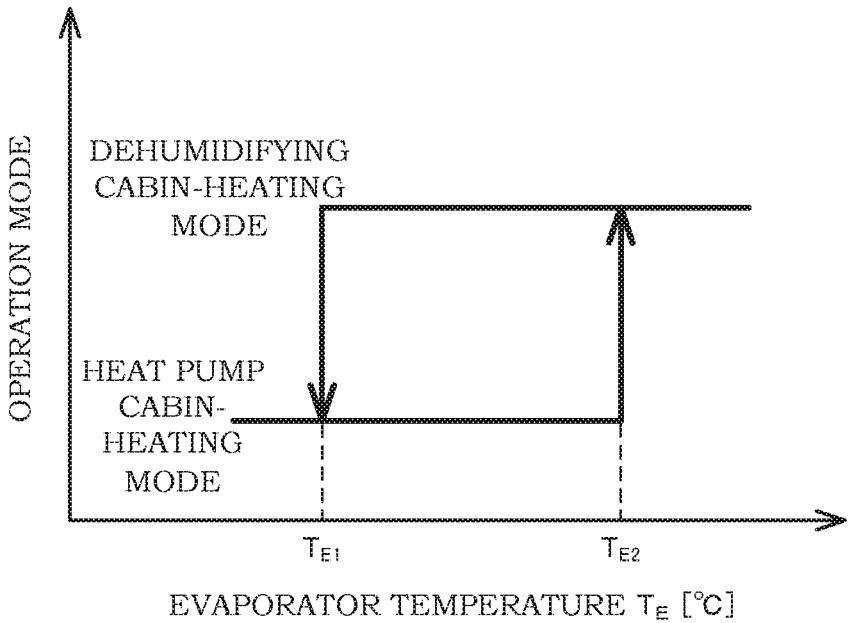 OPERATION MODE
DEHUMIDIFYING
CABIN-HEATING
MODE
HEAT PUMP
CABIN-
HEATING
MODE
TE1
TE2
EVAPORATOR TEMPERATURE TE [°C]